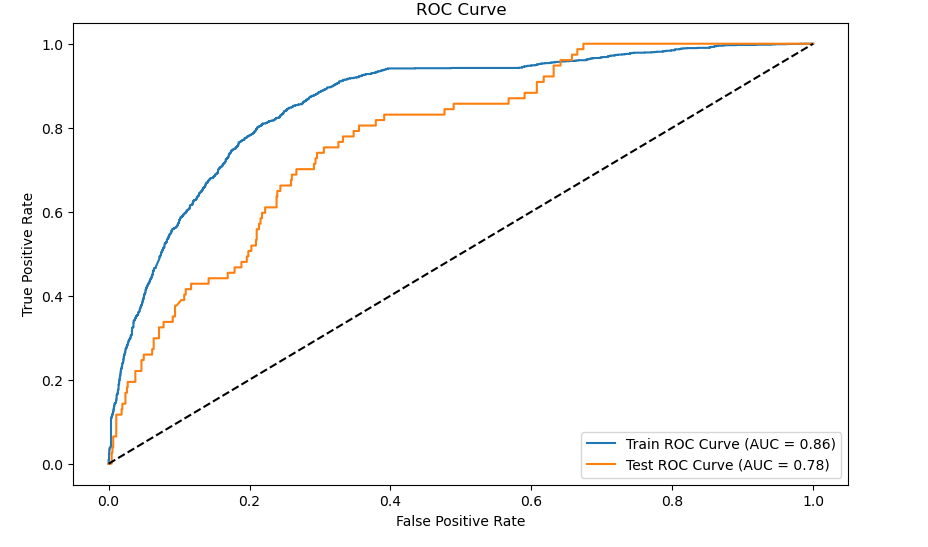 ROC Curve
True Positive Rate
1.0
0.8
0.6
0.4
0.2
0.0
Train ROC Curve (AUC = 0.86)
Test ROC Curve (AUC = 0.78)
0.0 0.2 0.4 0.6 0.8 1.0
False Positive Rate